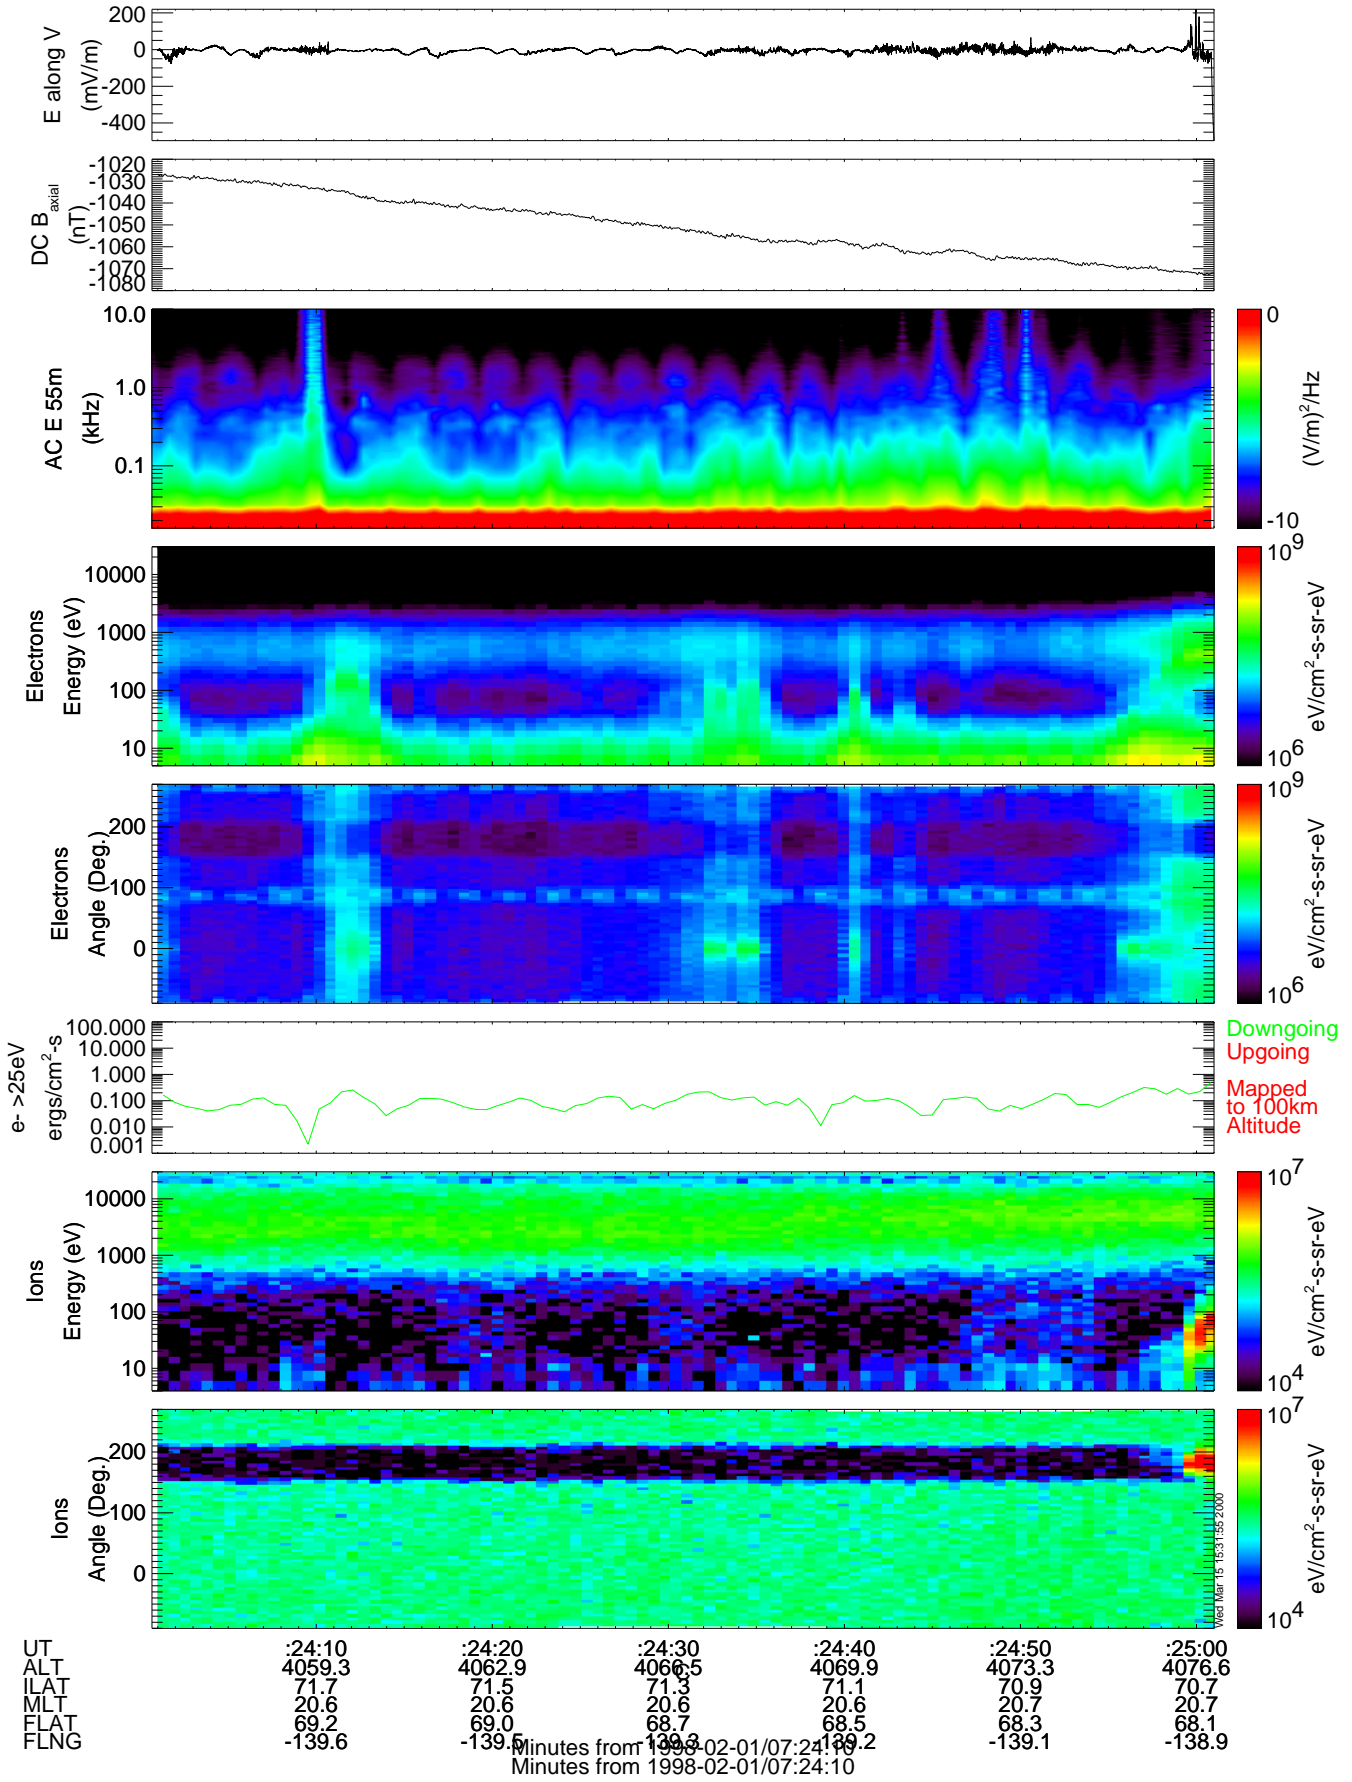 E along V
(mV/m)
200
0
-200
-400
DC B axial
(nT)
-1020
-1030
-1040
-1050
-1060
-1070
-1080
AC E 55m
(kHz)
10.0
1.0
0.1
0
-10
(V/m)²/Hz
Electrons
Energy (eV)
10000
1000
100
10
10⁹
10⁶
eV/cm²-s-sr-eV
Electrons
Angle (Deg.)
200
100
0
10⁹
10⁶
eV/cm²-s-sr-eV
e- >25eV
ergs/cm²-s
100.000
10.000
1.000
0.100
0.010
0.001
Downgoing
Upgoing
Mapped
to 100km
Altitude
Ions
Energy (eV)
10000
1000
100
10
10⁷
10⁴
eV/cm²-s-sr-eV
Ions
Angle (Deg.)
200
100
0
10⁷
10⁴
eV/cm²-s-sr-eV
Wed Mar 15 15:31:55 2000
UT :24:10 :24:20 :24:30 :24:40 :24:50 :25:00
ALT 4059.3 4062.9 4066.5 4069.9 4073.3 4076.6
ILAT 71.7 71.5 71.3 71.1 70.9 70.7
MLT 20.6 20.6 20.6 20.6 20.7 20.7
FLAT 69.2 69.0 68.7 68.5 68.3 68.1
FLNG -139.6 -139.5 -139.3 -139.2 -139.1 -138.9
Minutes from 1998-02-01/07:24:10
Minutes from 1998-02-01/07:24:10